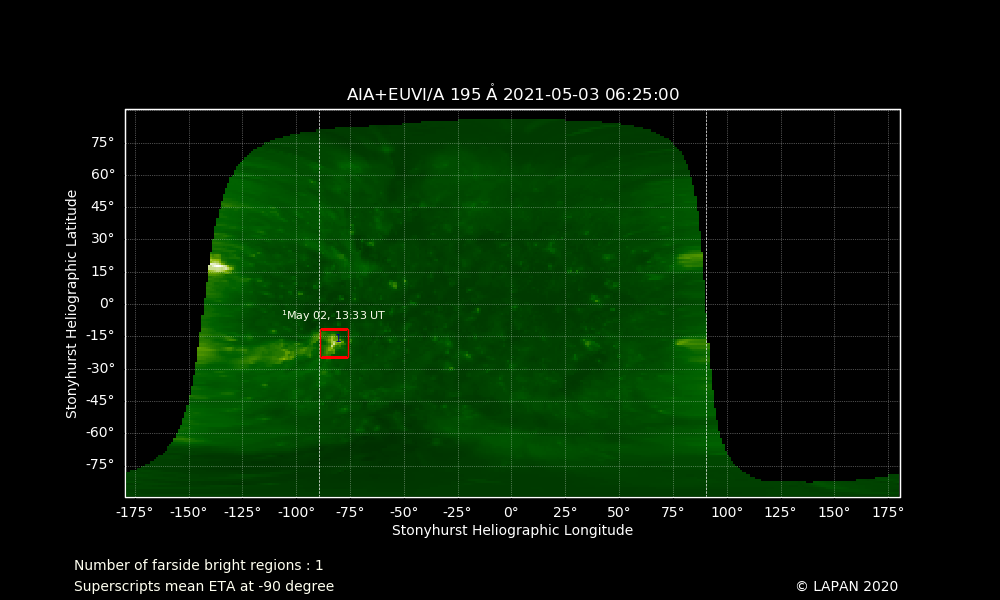 AIA+EUVI/A 195 Å 2021-05-03 06:25:00
75°
60°
45°
30°
15°
0°
-15°
-30°
-45°
-60°
-75°
Stonyhurst Heliographic Latitude
¹May 02, 13:33 UT
1
-175° -150° -125° -100° -75° -50° -25° 0° 25° 50° 75° 100° 125° 150° 175°
Stonyhurst Heliographic Longitude
Number of farside bright regions : 1
Superscripts mean ETA at -90 degree
© LAPAN 2020